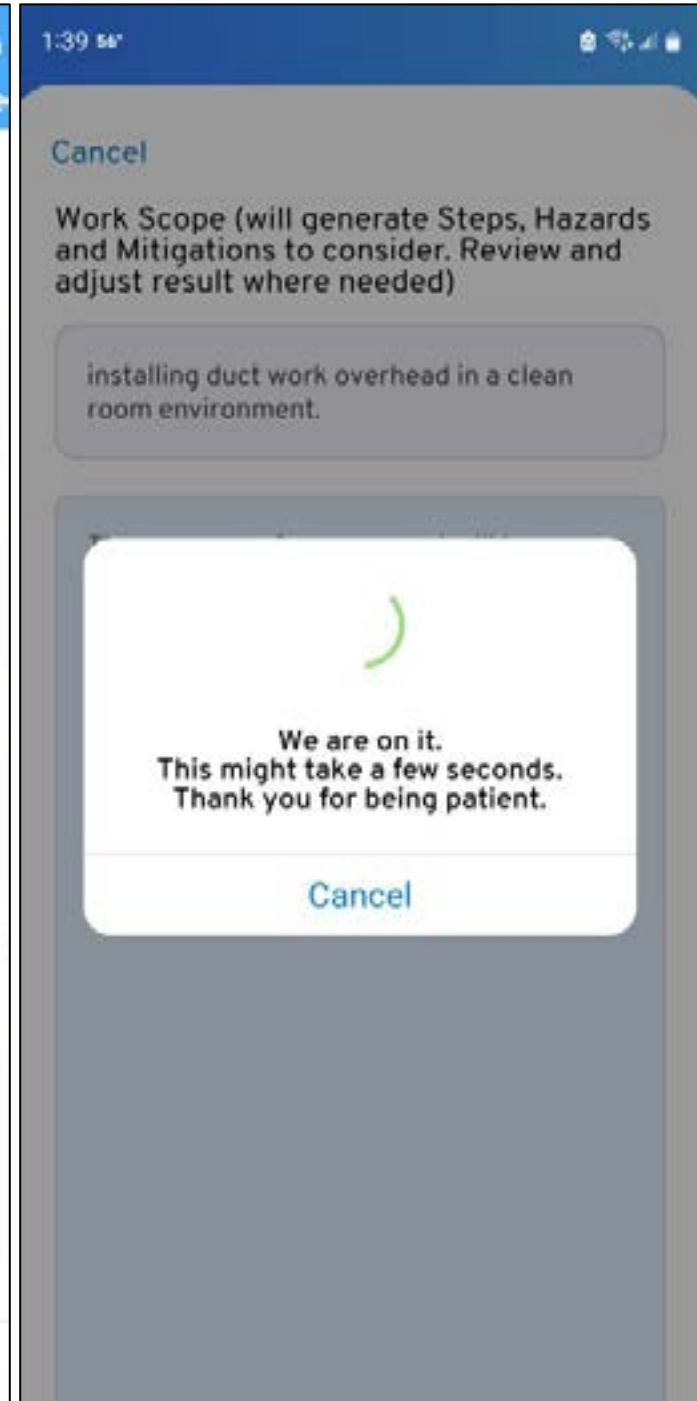 1:39 56°
Cancel
Work Scope (will generate Steps, Hazards
and Mitigations to consider. Review and
adjust result where needed)
installing duct work overhead in a clean
room environment.
We are on it.
This might take a few seconds.
Thank you for being patient.
Cancel